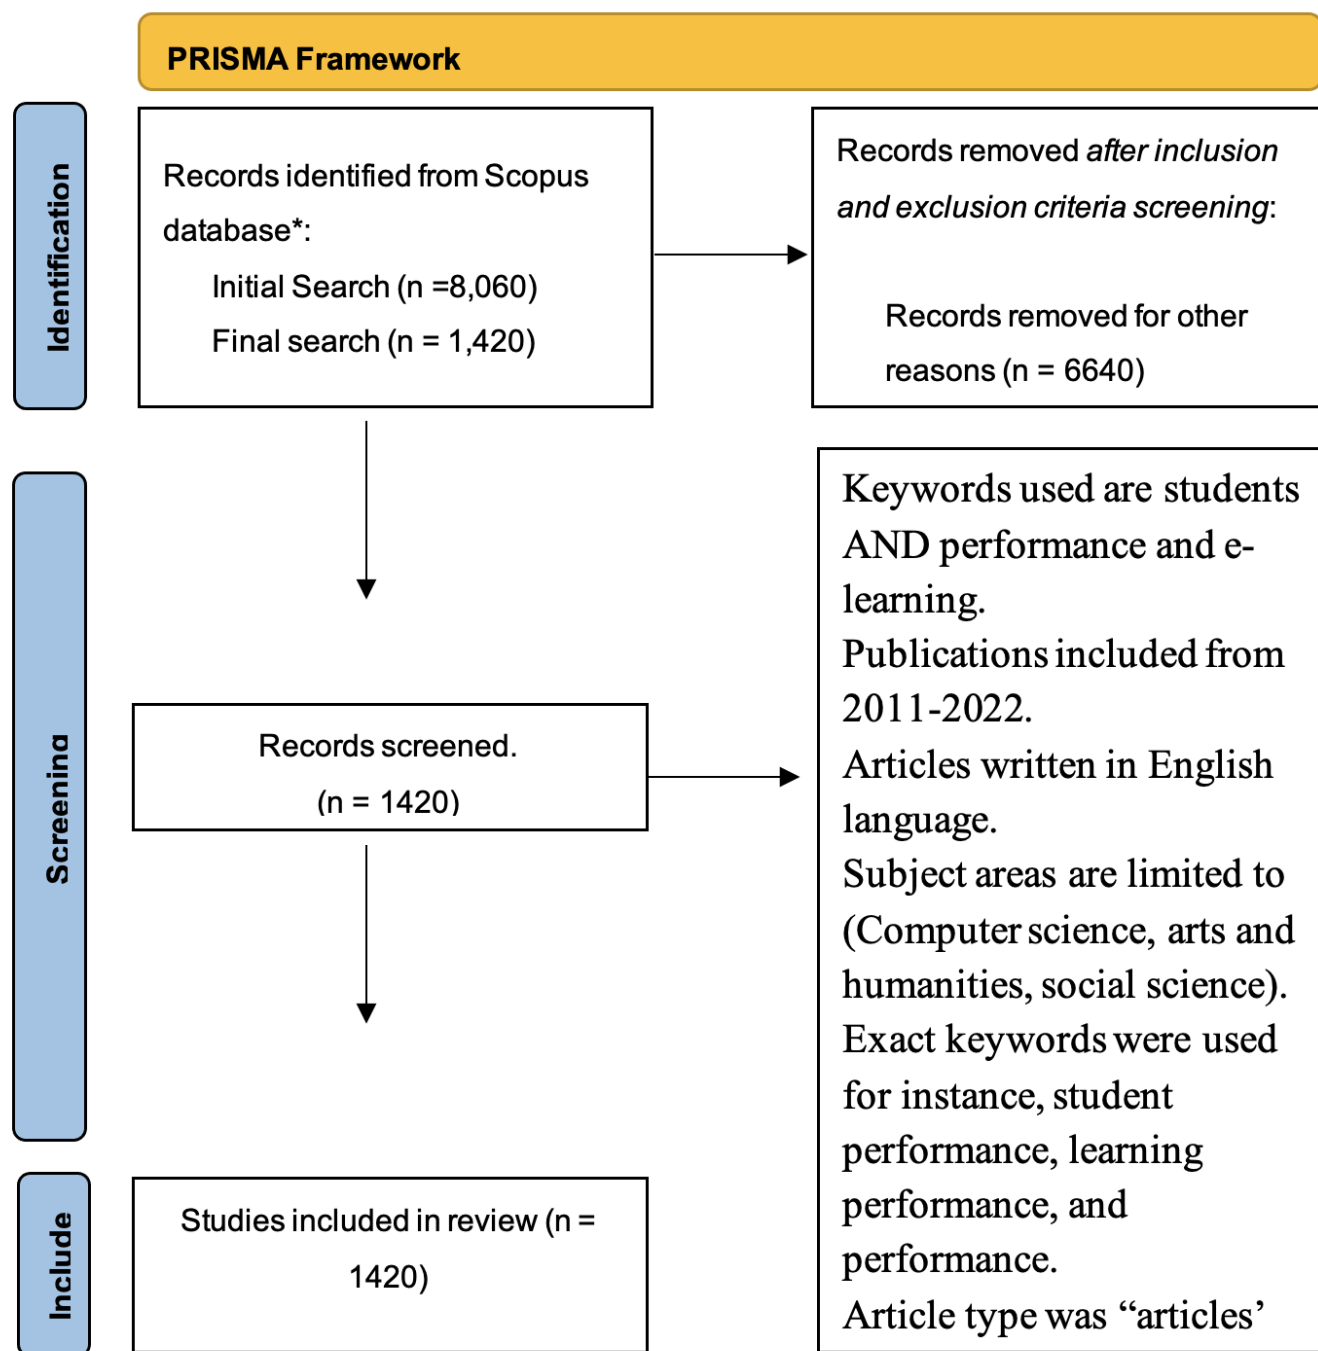 PRISMA Framework
Identification
Records identified from Scopus
database*:
Initial Search (n =8,060)
Final search (n = 1,420)
Records removed after inclusion
and exclusion criteria screening:
Records removed for other
reasons (n = 6640)
Screening
Records screened.
(n = 1420)
Keywords used are students
AND performance and e-
learning.
Publications included from
2011-2022.
Articles written in English
language.
Subject areas are limited to
(Computer science, arts and
humanities, social science).
Exact keywords were used
for instance, student
performance, learning
performance, and
performance.
Article type was “articles’
Include
Studies included in review (n =
1420)